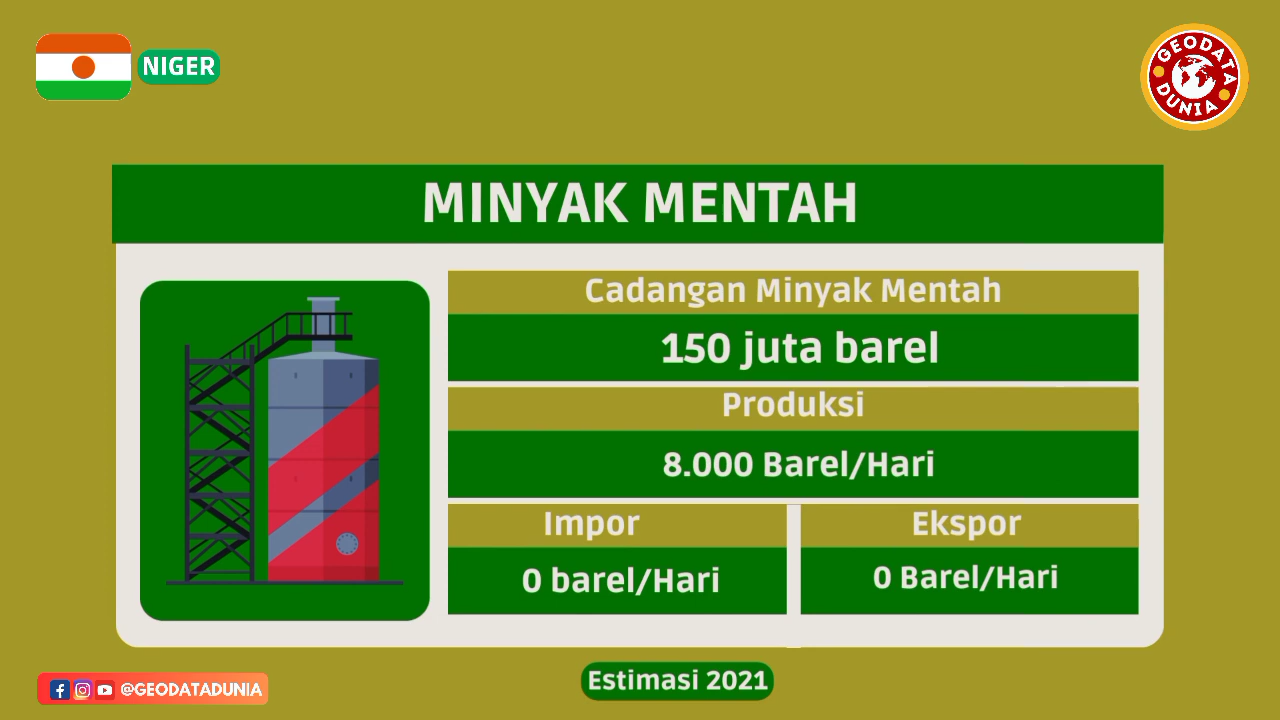 NIGER
GEODATA
DUNIA
MINYAK MENTAH
Cadangan Minyak Mentah
150 juta barel
Produksi
8.000 Barel/Hari
Impor
0 barel/Hari
Ekspor
0 Barel/Hari
@GEODATADUNIA
Estimasi 2021